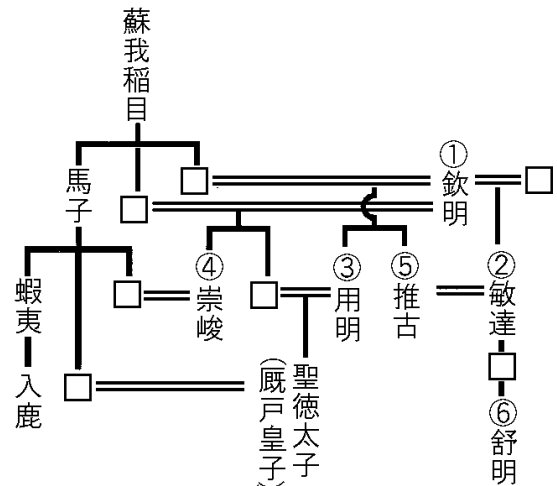 蘇我稲目
馬子
蝦夷
入鹿
①欽明
④崇峻
③用明
⑤推古
②敏達
聖徳太子
(厩戸皇子)
⑥舒明